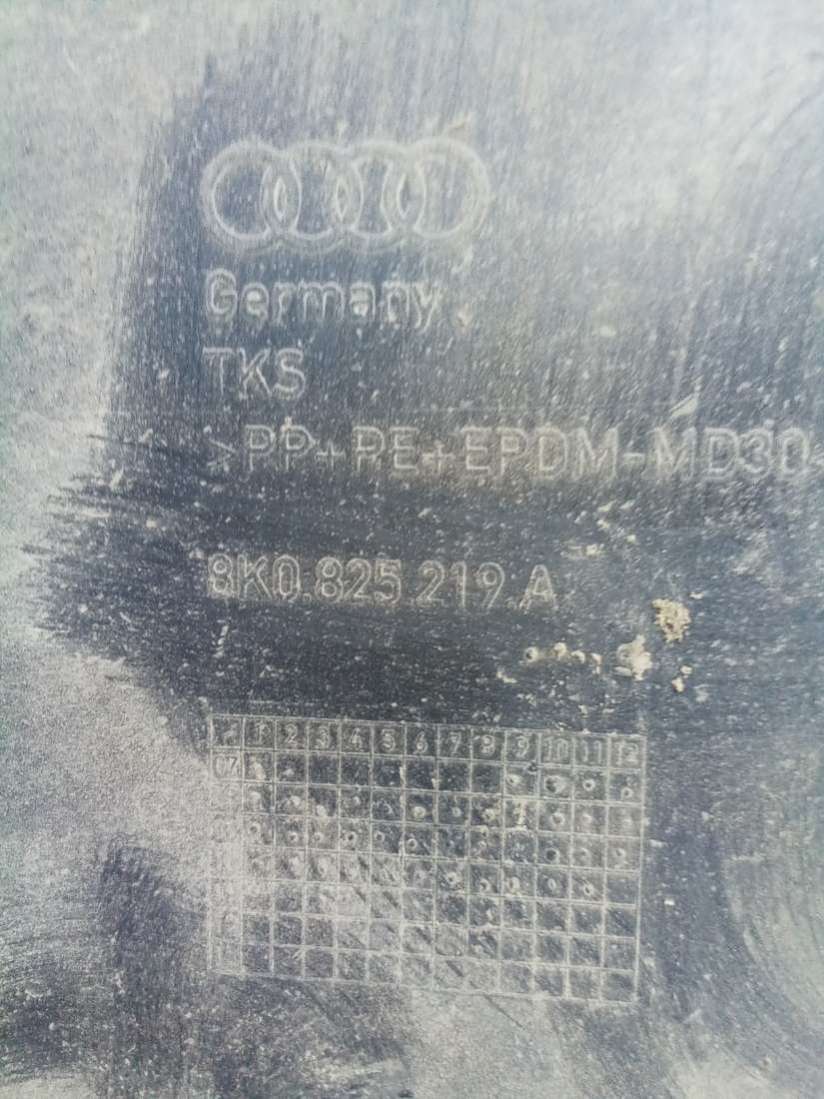 Germany
TKS
>PP+PE+EPDM-MD30
8K0.825.219.A
1 2 3 4 5 6 7 8 9 10 11 12
07